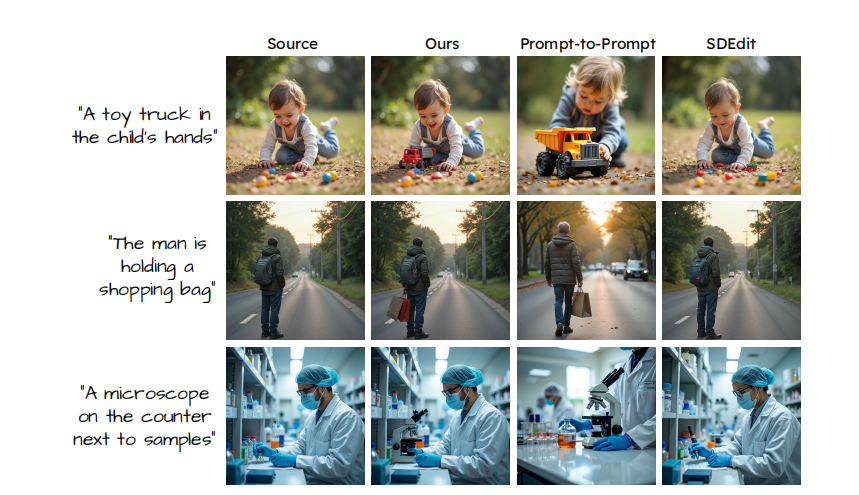 Source Ours Prompt-to-Prompt SDEdit
"A toy truck in
the child's hands"
"The man is
holding a
shopping bag"
"A microscope
on the counter
next to samples"